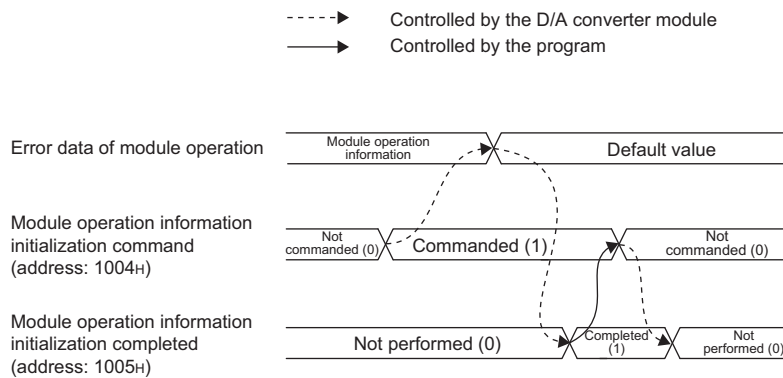 Controlled by the D/A converter module
Controlled by the program
Error data of module operation
Module operation
information
Default value
Module operation information
initialization command
(address: 1004H)
Not
commanded (0)
Commanded (1)
Not
commanded (0)
Module operation information
initialization completed
(address: 1005H)
Not performed (0)
Completed
(1)
Not
performed (0)